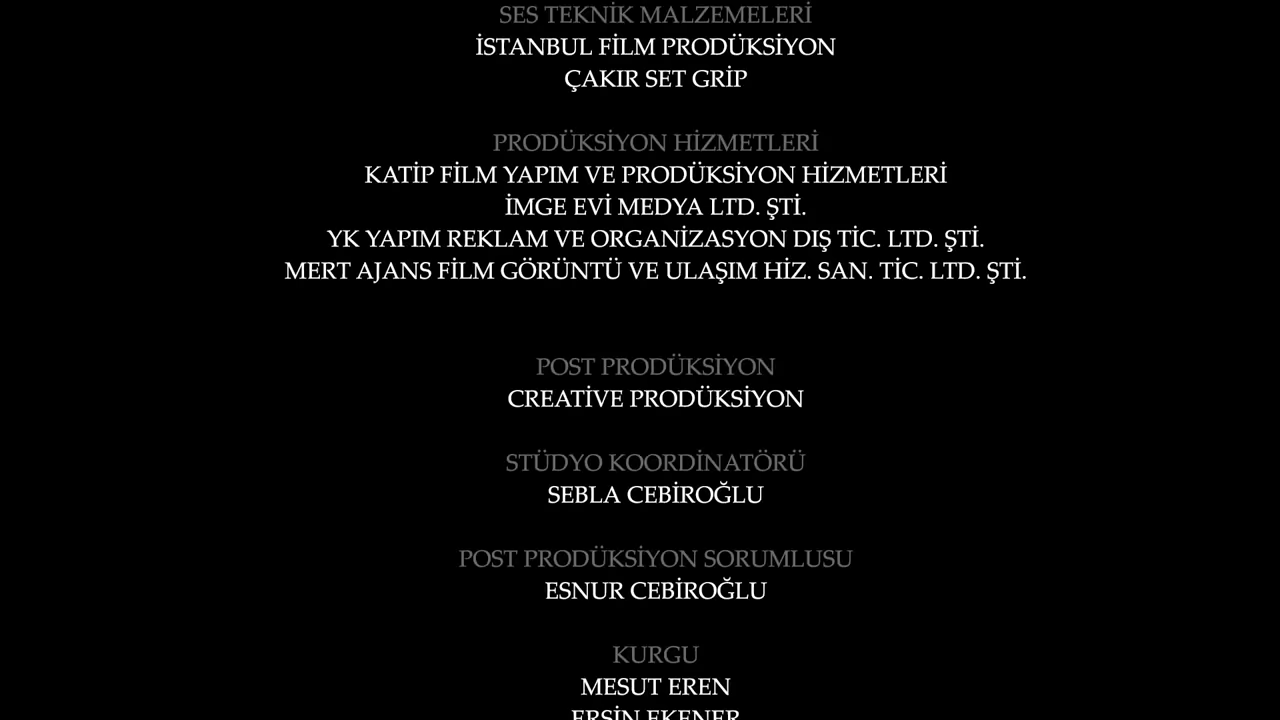 SES TEKNİK MALZEMELERİ
İSTANBUL FİLM PRODÜKSİYON
ÇAKIR SET GRİP
PRODÜKSİYON HİZMETLERİ
KATİP FİLM YAPIM VE PRODÜKSİYON HİZMETLERİ
İMGE EVİ MEDYA LTD. ŞTİ.
YK YAPIM REKLAM VE ORGANİZASYON DIŞ TİC. LTD. ŞTİ.
MERT AJANS FİLM GÖRÜNTÜ VE ULAŞIM HİZ. SAN. TİC. LTD. ŞTİ.
POST PRODÜKSİYON
CREATİVE PRODÜKSİYON
STÜDYO KOORDİNATÖRÜ
SEBLA CEBİROĞLU
POST PRODÜKSİYON SORUMLUSU
ESNUR CEBİROĞLU
KURGU
MESUT EREN
ERSİN EKENER